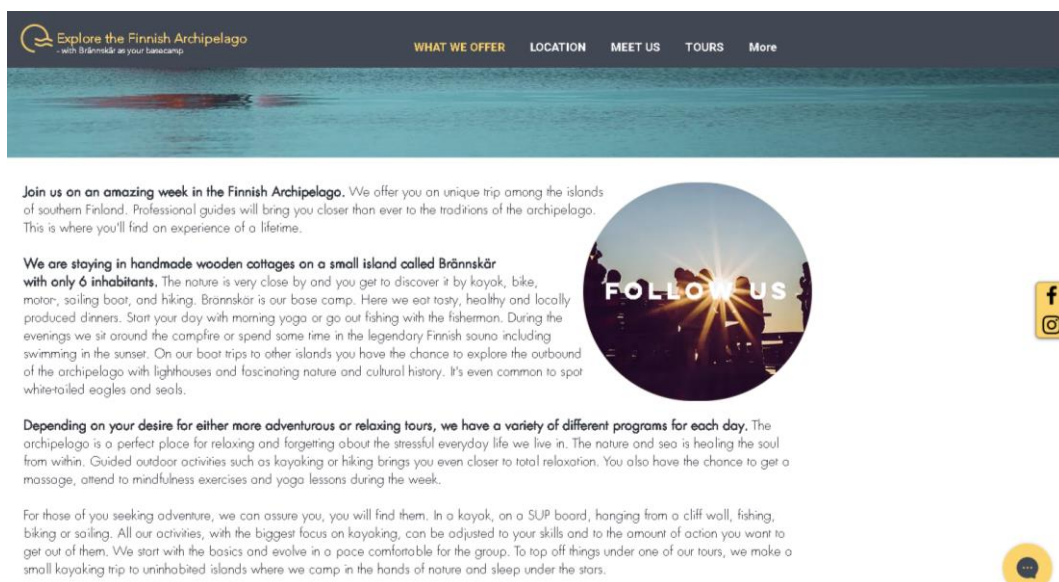 Explore the Finnish Archipelago
- with Brännskär as your basecamp
WHAT WE OFFER LOCATION MEET US TOURS More
Join us on an amazing week in the Finnish Archipelago. We offer you an unique trip among the islands
of southern Finland. Professional guides will bring you closer than ever to the traditions of the archipelago.
This is where you'll find an experience of a lifetime.
We are staying in handmade wooden cottages on a small island called Brännskär
with only 6 inhabitants. The nature is very close by and you get to discover it by kayak, bike,
motor-, sailing boat, and hiking. Brännskär is our base camp. Here we eat tasty, healthy and locally
produced dinners. Start your day with morning yoga or go out fishing with the fisherman. During the
evenings we sit around the campfire or spend some time in the legendary Finnish sauna including
swimming in the sunset. On our boat trips to other islands you have the chance to explore the outbound
of the archipelago with lighthouses and fascinating nature and cultural history. It's even common to spot
white-tailed eagles and seals.
FOLLOW US
Depending on your desire for either more adventurous or relaxing tours, we have a variety of different programs for each day. The
archipelago is a perfect place for relaxing and forgetting about the stressful everyday life we live in. The nature and sea is healing the soul
from within. Guided outdoor activities such as kayaking or hiking brings you even closer to total relaxation. You also have the chance to get a
massage, attend to mindfulness exercises and yoga lessons during the week.
For those of you seeking adventure, we can assure you, you will find them. In a kayak, on a SUP board, hanging from a cliff wall, fishing,
biking or sailing. All our activities, with the biggest focus on kayaking, can be adjusted to your skills and to the amount of action you want to
get out of them. We start with the basics and evolve in a pace comfortable for the group. To top off things under one of our tours, we make a
small kayaking trip to uninhabited islands where we camp in the hands of nature and sleep under the stars.